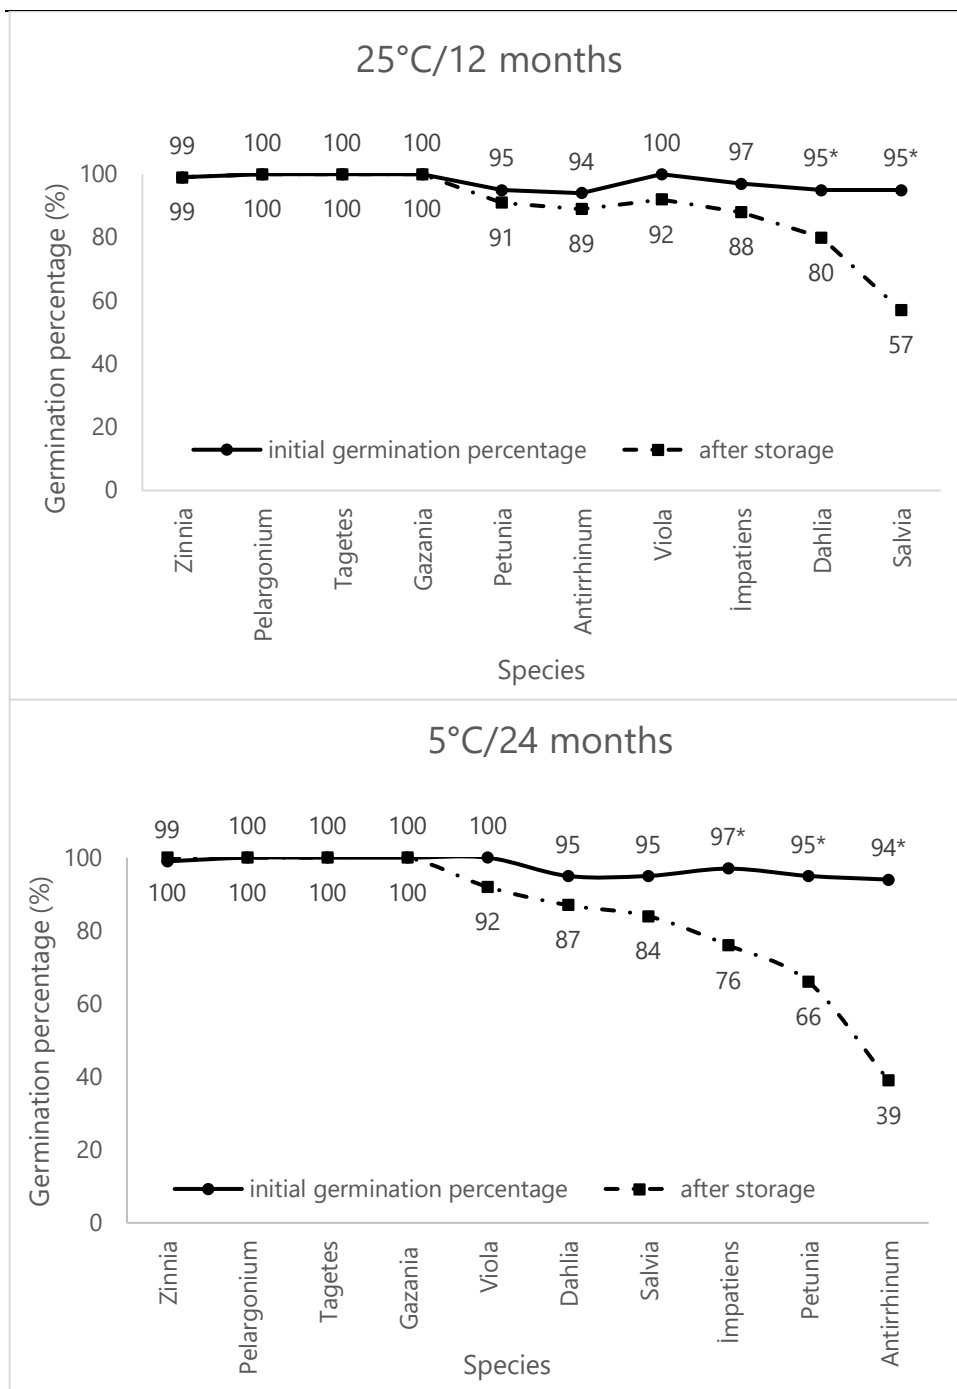 25°C/12 months
99 100 100 100 95 94 100 97 95* 95*
100
99 100 100 100 91 89 92 88 80 57
80
60
40
20
0
Germination percentage (%)
initial germination percentage after storage
Zinnia Pelargonium Tagetes Gazania Petunia Antirrhinum Viola impatiens Dahlia Salvia
Species
5°C/24 months
99 100 100 100 100 95 95 97* 95* 94*
100
100 100 100 100 92 87 84 76 66 39
80
60
40
20
0
Germination percentage (%)
initial germination percentage after storage
Zinnia Pelargonium Tagetes Gazania Viola Dahlia Salvia impatiens Petunia Antirrhinum
Species